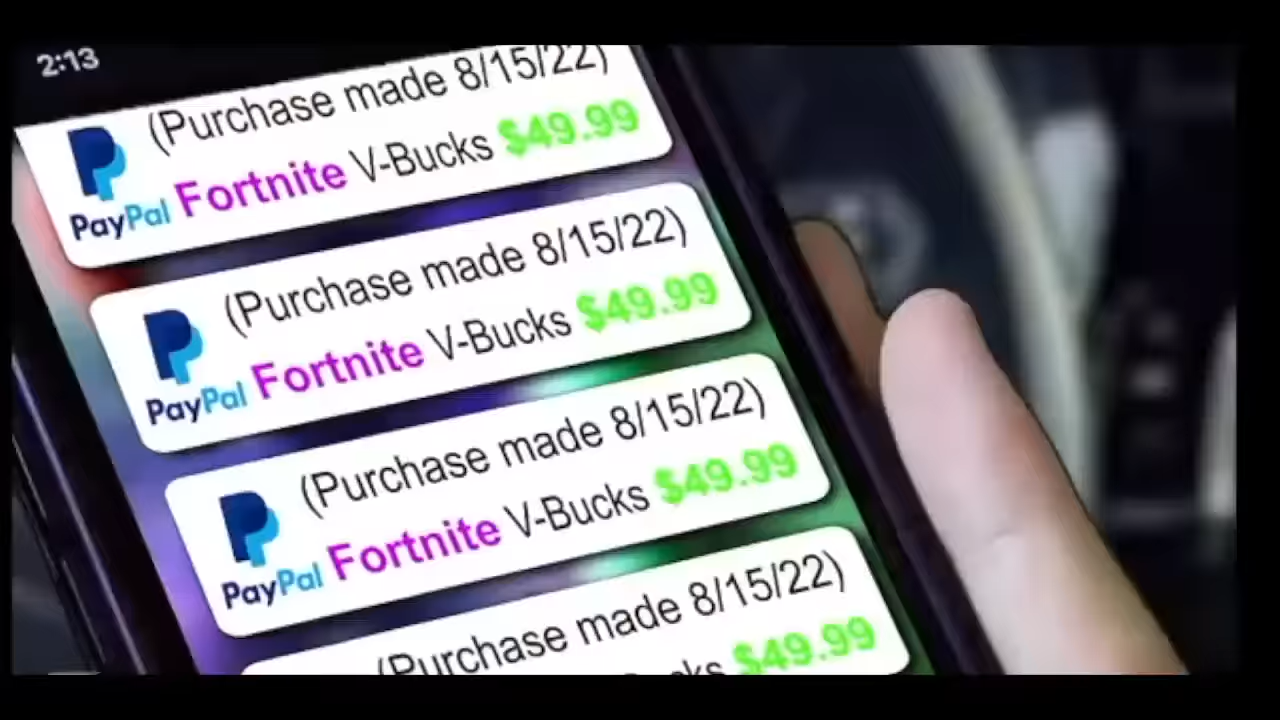 2:13
(Purchase made 8/15/22)
PayPal Fortnite V-Bucks $49.99
(Purchase made 8/15/22)
PayPal Fortnite V-Bucks $49.99
(Purchase made 8/15/22)
PayPal Fortnite V-Bucks $49.99
(Purchase made 8/15/22)
$49.99